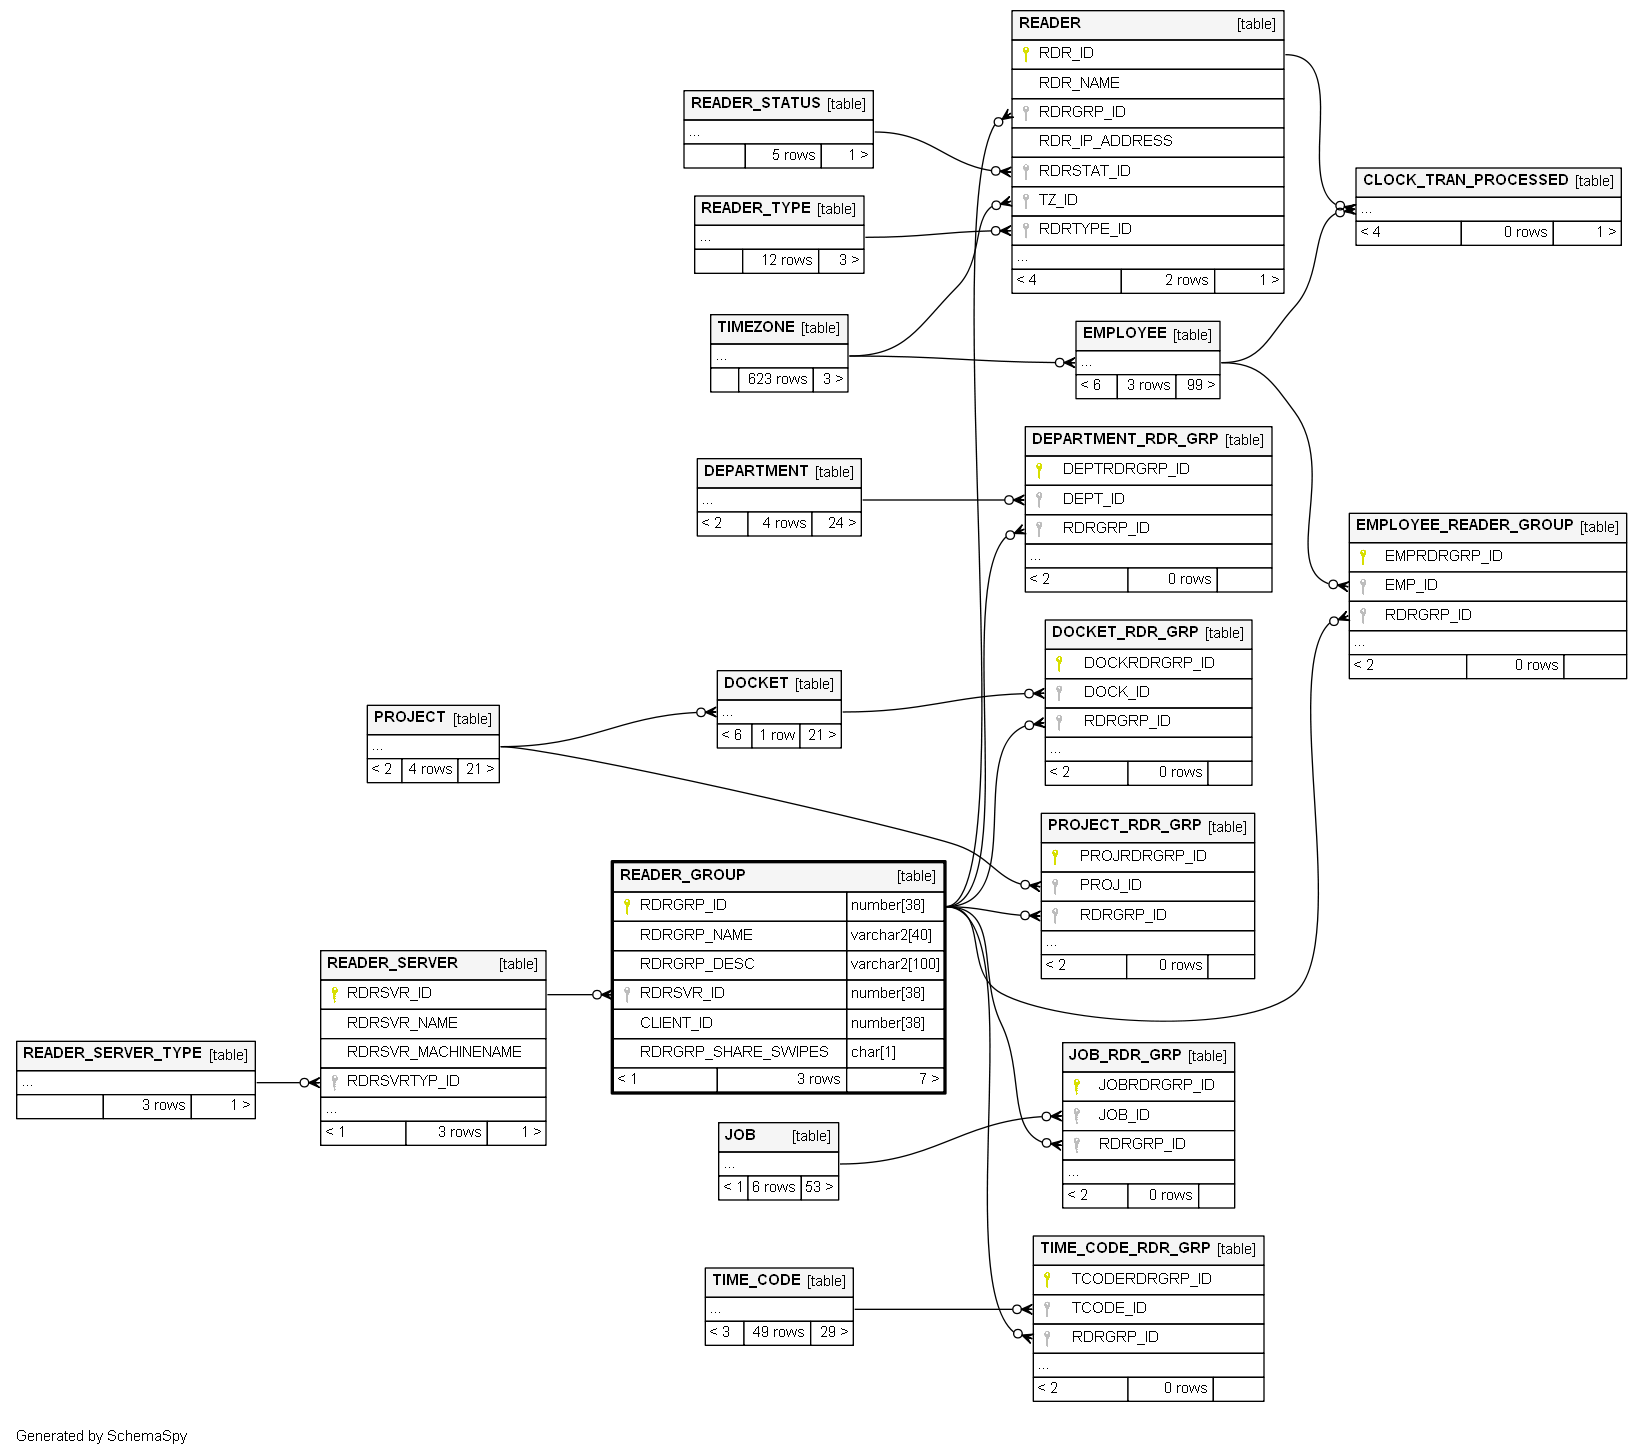 READER [table]
RDR_ID
RDR_NAME
RDRGRP_ID
RDR_IP_ADDRESS
RDRSTAT_ID
TZ_ID
RDRTYPE_ID
...
< 4 2 rows 1 >
READER_STATUS [table]
...
5 rows 1 >
READER_TYPE [table]
...
12 rows 3 >
CLOCK_TRAN_PROCESSED [table]
...
< 4 0 rows 1 >
TIMEZONE [table]
...
623 rows 3 >
EMPLOYEE [table]
...
< 6 3 rows 99 >
DEPARTMENT_RDR_GRP [table]
DEPTRDRGRP_ID
DEPT_ID
RDRGRP_ID
...
< 2 0 rows
DEPARTMENT [table]
...
< 2 4 rows 24 >
EMPLOYEE_READER_GROUP [table]
EMPRDRGRP_ID
EMP_ID
RDRGRP_ID
...
< 2 0 rows
DOCKET_RDR_GRP [table]
DOCKRDRGRP_ID
DOCK_ID
RDRGRP_ID
...
< 2 0 rows
DOCKET [table]
...
< 6 1 row 21 >
PROJECT [table]
...
< 2 4 rows 21 >
PROJECT_RDR_GRP [table]
PROJRDRGRP_ID
PROJ_ID
RDRGRP_ID
...
< 2 0 rows
READER_GROUP [table]
RDRGRP_ID number[38]
RDRGRP_NAME varchar2[40]
RDRGRP_DESC varchar2[100]
RDRSVR_ID number[38]
CLIENT_ID number[38]
RDRGRP_SHARE_SWIPES char[1]
< 1 3 rows 7 >
READER_SERVER [table]
RDRSVR_ID
RDRSVR_NAME
RDRSVR_MACHINENAME
RDRSVRTYP_ID
...
< 1 3 rows 1 >
READER_SERVER_TYPE [table]
...
3 rows 1 >
JOB_RDR_GRP [table]
JOBRDRGRP_ID
JOB_ID
RDRGRP_ID
...
< 2 0 rows
JOB [table]
...
< 1 6 rows 53 >
TIME_CODE_RDR_GRP [table]
TCODERDRGRP_ID
TCODE_ID
RDRGRP_ID
...
< 2 0 rows
TIME_CODE [table]
...
< 3 49 rows 29 >
Generated by SchemaSpy